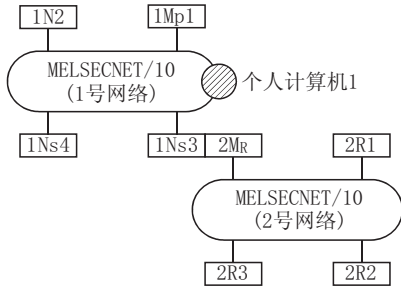 1N2
1Mp1
MELSECNET/10
(1号网络)
个人计算机1
1Ns4
1Ns3
2MR
2R1
MELSECNET/10
(2号网络)
2R3
2R2